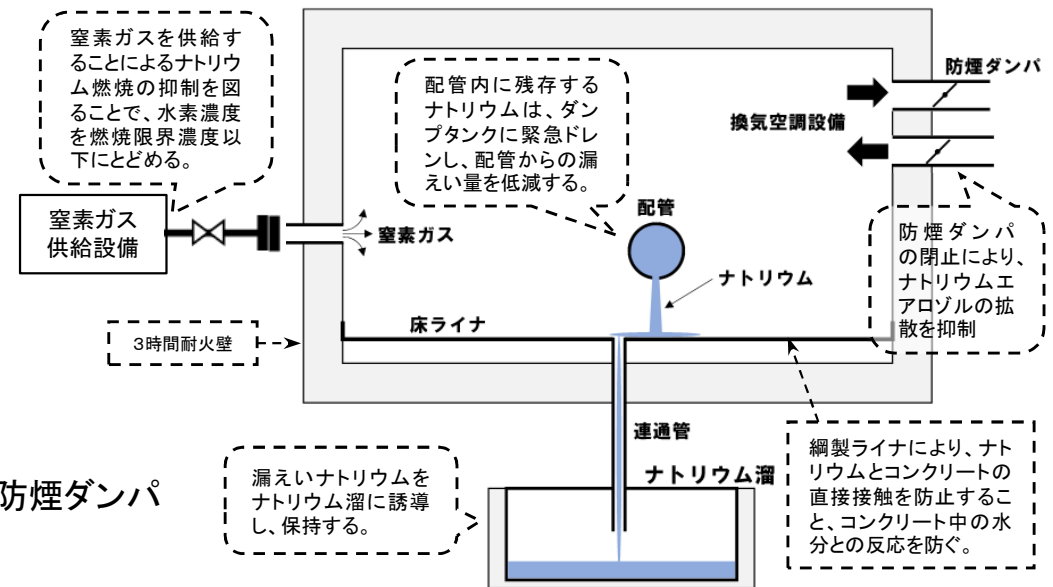 窒素ガスを供給す
ることによるナトリウ
ム燃焼の抑制を図
ることで、水素濃度
を燃焼限界濃度以
下にとどめる。
配管内に残存する
ナトリウムは、ダン
プタンクに緊急ドレ
ンし、配管からの漏
えい量を低減する。
防煙ダンパ
換気空調設備
窒素ガス
供給設備
窒素ガス
配管
ナトリウム
防煙ダンパ
の閉止により、
ナトリウムエ
アロゾルの拡
散を抑制
床ライナ
3時間耐火壁
連通管
綱製ライナにより、ナト
リウムとコンクリートの
直接接触を防止するこ
と、コンクリート中の水
分との反応を防ぐ。
漏えいナトリウムを
ナトリウム溜に誘導
し、保持する。
ナトリウム溜
防煙ダンパ